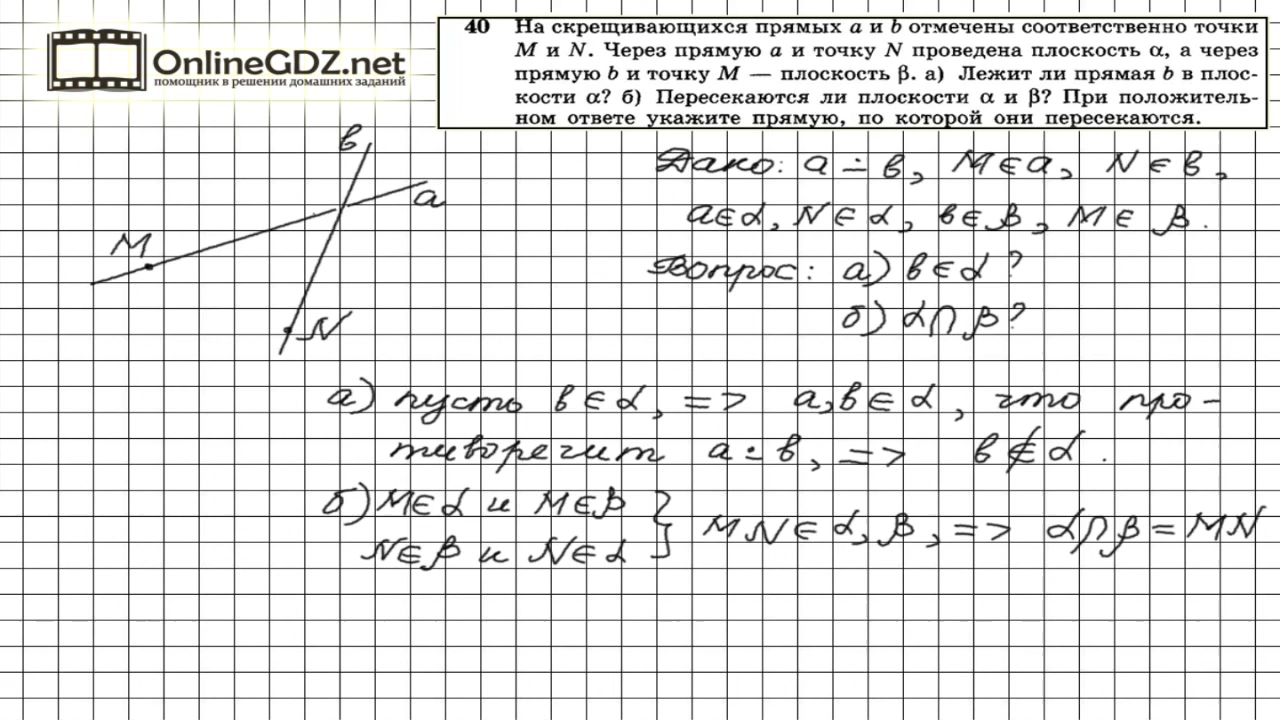 OnlineGDZ.net
помощник в решении домашних заданий
40 На скрещивающихся прямых a и b отмечены соответственно точки
M и N. Через прямую a и точку N проведена плоскость α, а через
прямую b и точку M — плоскость β. а) Лежит ли прямая b в плос-
кости α? б) Пересекаются ли плоскости α и β? При положитель-
ном ответе укажите прямую, по которой они пересекаются.
в
a
M
N
Дано: a ∸ в, M∈a, N∈в,
a∈α, N∈α, в∈β, M∈β.
Вопрос: а) в∈α?
б) α∩β?
а) пусть в∈α, => a,в∈α, что про-
тиворечит a ∸ в, => в∉α.
б) M∈α и M∈β
N∈β и N∈α } MN∈α,β, => α∩β=MN